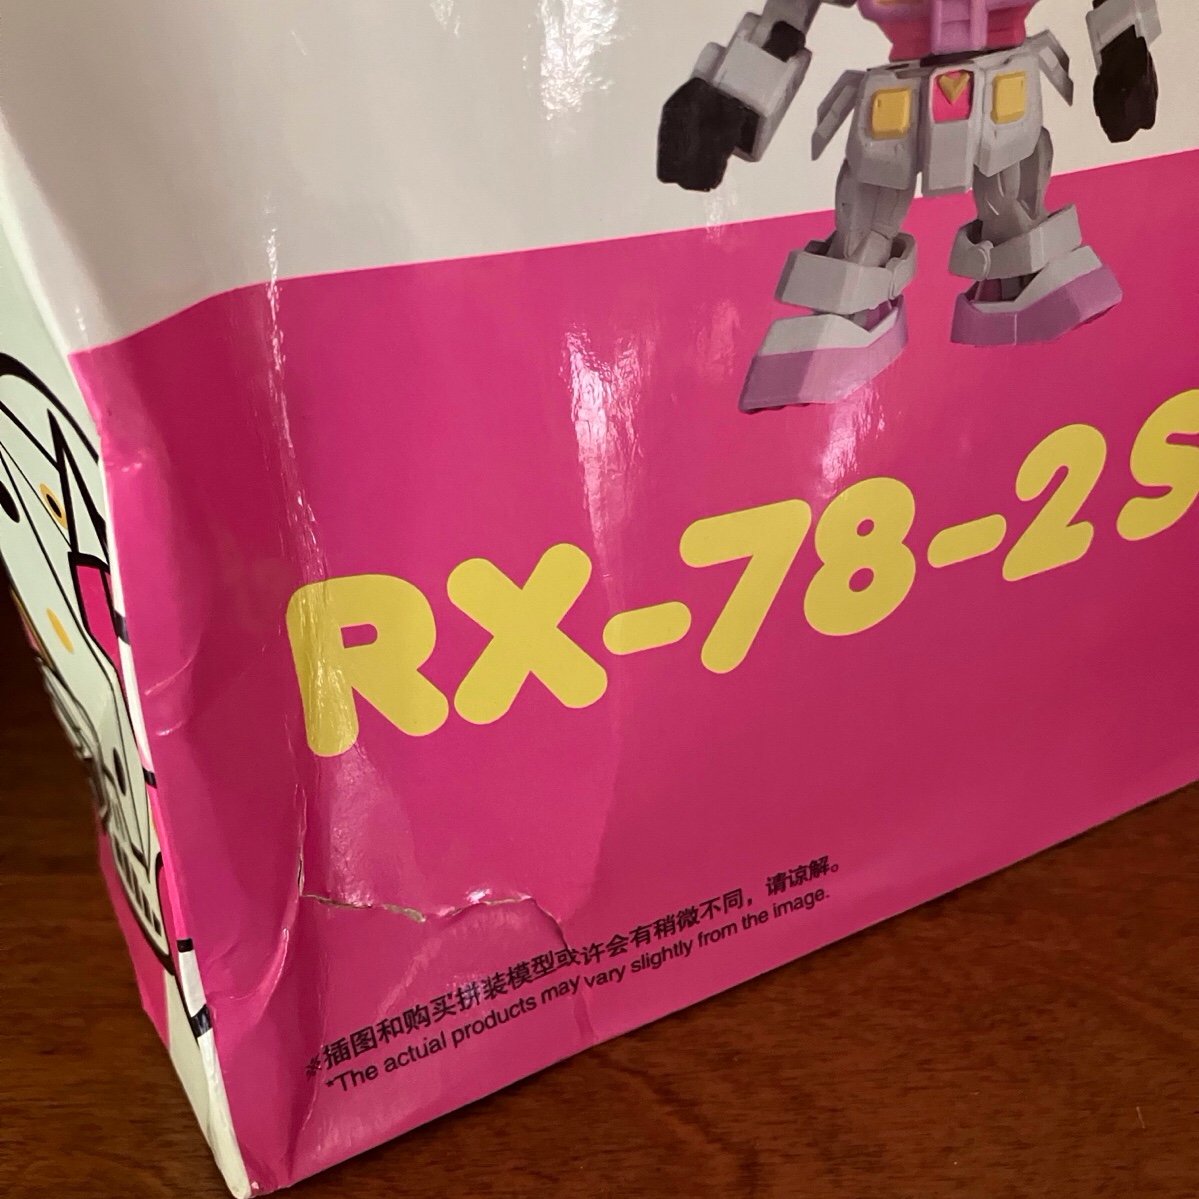 RX-78-2S
※插图和购买拼装模型或许会有稍微不同，请谅解。
*The actual products may vary slightly from the image.